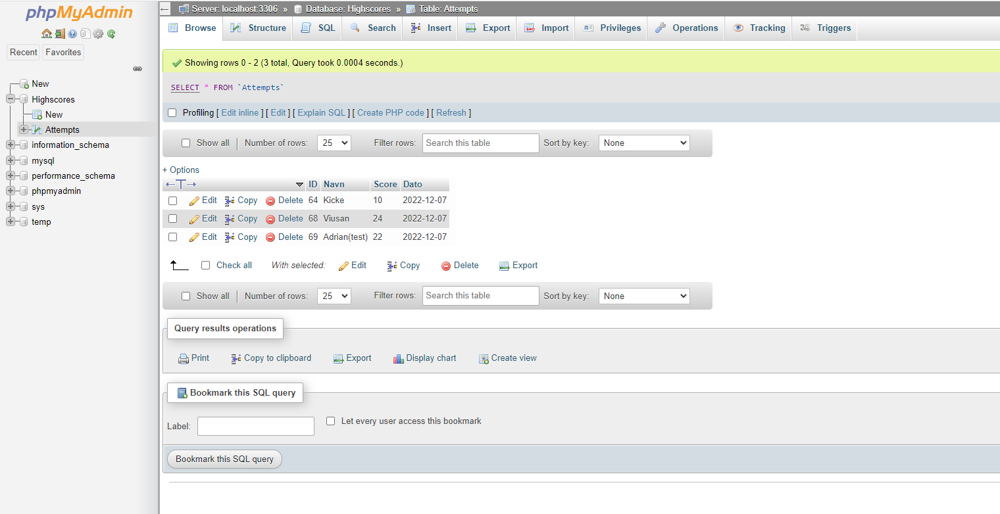 phpMyAdmin
Recent Favorites
New
Highscores
New
Attempts
information_schema
mysql
performance_schema
phpmyadmin
sys
temp
Server: localhost:3306 » Database: Highscores » Table: Attempts
Browse Structure SQL Search Insert Export Import Privileges Operations Tracking Triggers
Showing rows 0 - 2 (3 total, Query took 0.0004 seconds.)
SELECT * FROM `Attempts`
Profiling [ Edit inline ] [ Edit ] [ Explain SQL ] [ Create PHP code ] [ Refresh ]
Show all Number of rows: 25 Filter rows: Search this table Sort by key: None
+ Options
←T→ ID Navn Score Dato
Edit Copy Delete 64 Kicke 10 2022-12-07
Edit Copy Delete 68 Viusan 24 2022-12-07
Edit Copy Delete 69 Adrian(test) 22 2022-12-07
Check all With selected: Edit Copy Delete Export
Show all Number of rows: 25 Filter rows: Search this table Sort by key: None
Query results operations
Print Copy to clipboard Export Display chart Create view
Bookmark this SQL query
Label: Let every user access this bookmark
Bookmark this SQL query